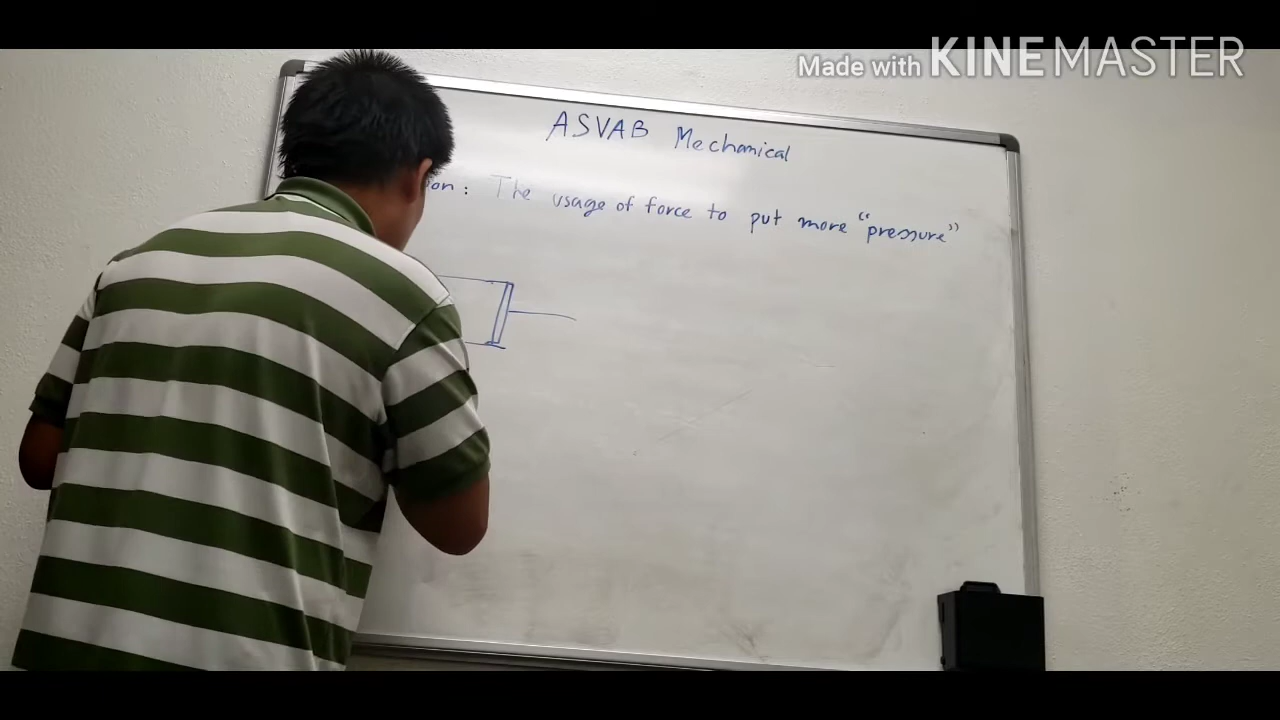 Made with KINEMASTER
ASVAB Mechanical
on: The usage of force to put more "pressure"